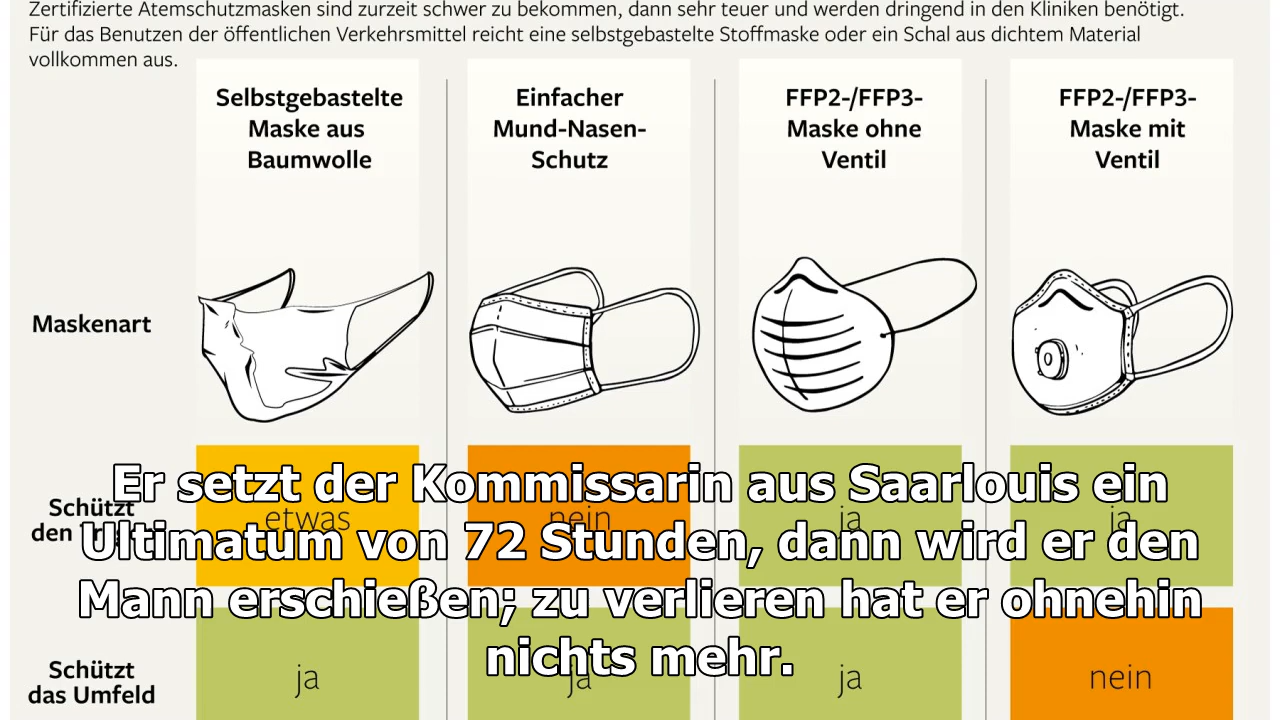 Zertifizierte Atemschutzmasken sind zurzeit schwer zu bekommen, dann sehr teuer und werden dringend in den Kliniken benötigt.
Für das Benutzen der öffentlichen Verkehrsmittel reicht eine selbstgebastelte Stoffmaske oder ein Schal aus dichtem Material
vollkommen aus.
Selbstgebastelte
Maske aus
Baumwolle
Einfacher
Mund-Nasen-
Schutz
FFP2-/FFP3-
Maske ohne
Ventil
FFP2-/FFP3-
Maske mit
Ventil
Maskenart
Schützt
den
etwas
nein
ja
ja
Er setzt der Kommissarin aus Saarlouis ein
Ultimatum von 72 Stunden, dann wird er den
Mann erschießen; zu verlieren hat er ohnehin
nichts mehr.
Schützt
das Umfeld
ja
ja
ja
nein